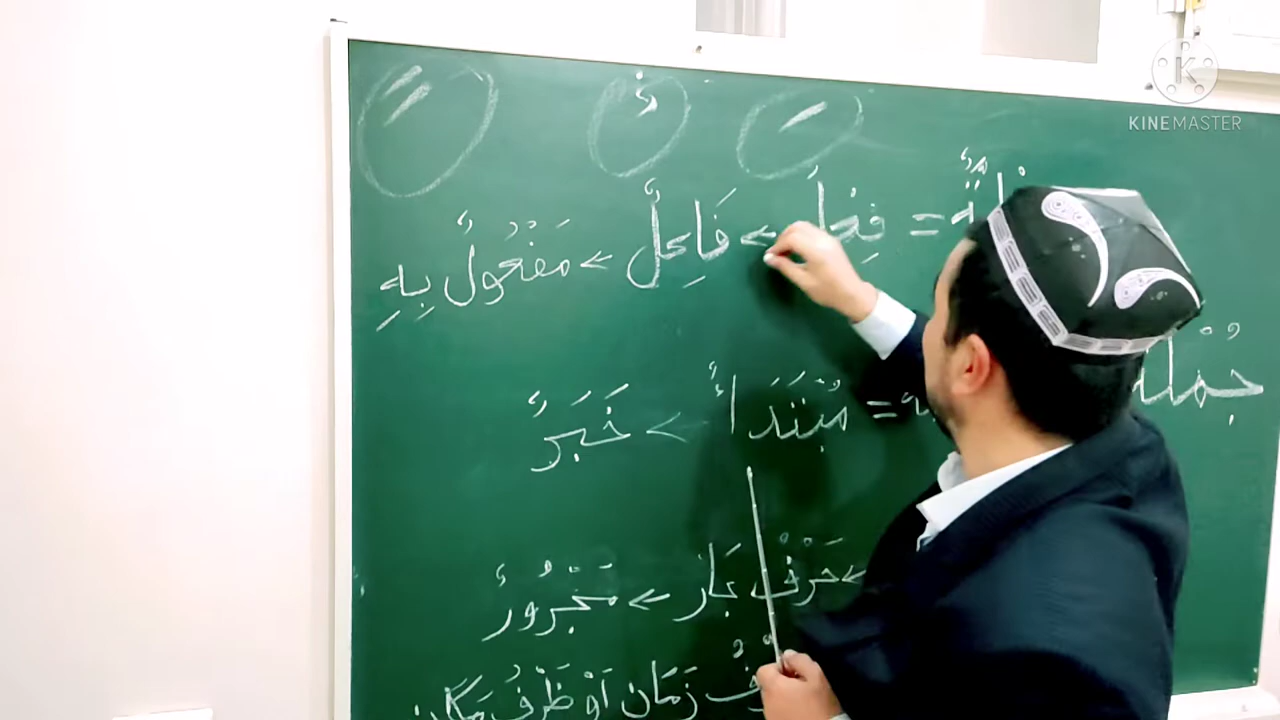 فِعْلٌ > فَاعِلٌ > مَفْعُولٌ بِهِ
جُمْلَة = مُبْتَدَأٌ > خَبَرٌ
> حَرْفُ جَار > مَجْرُورٌ
زَمَان اَوْ ظَرْفُ مَكَان
K
KINEMASTER